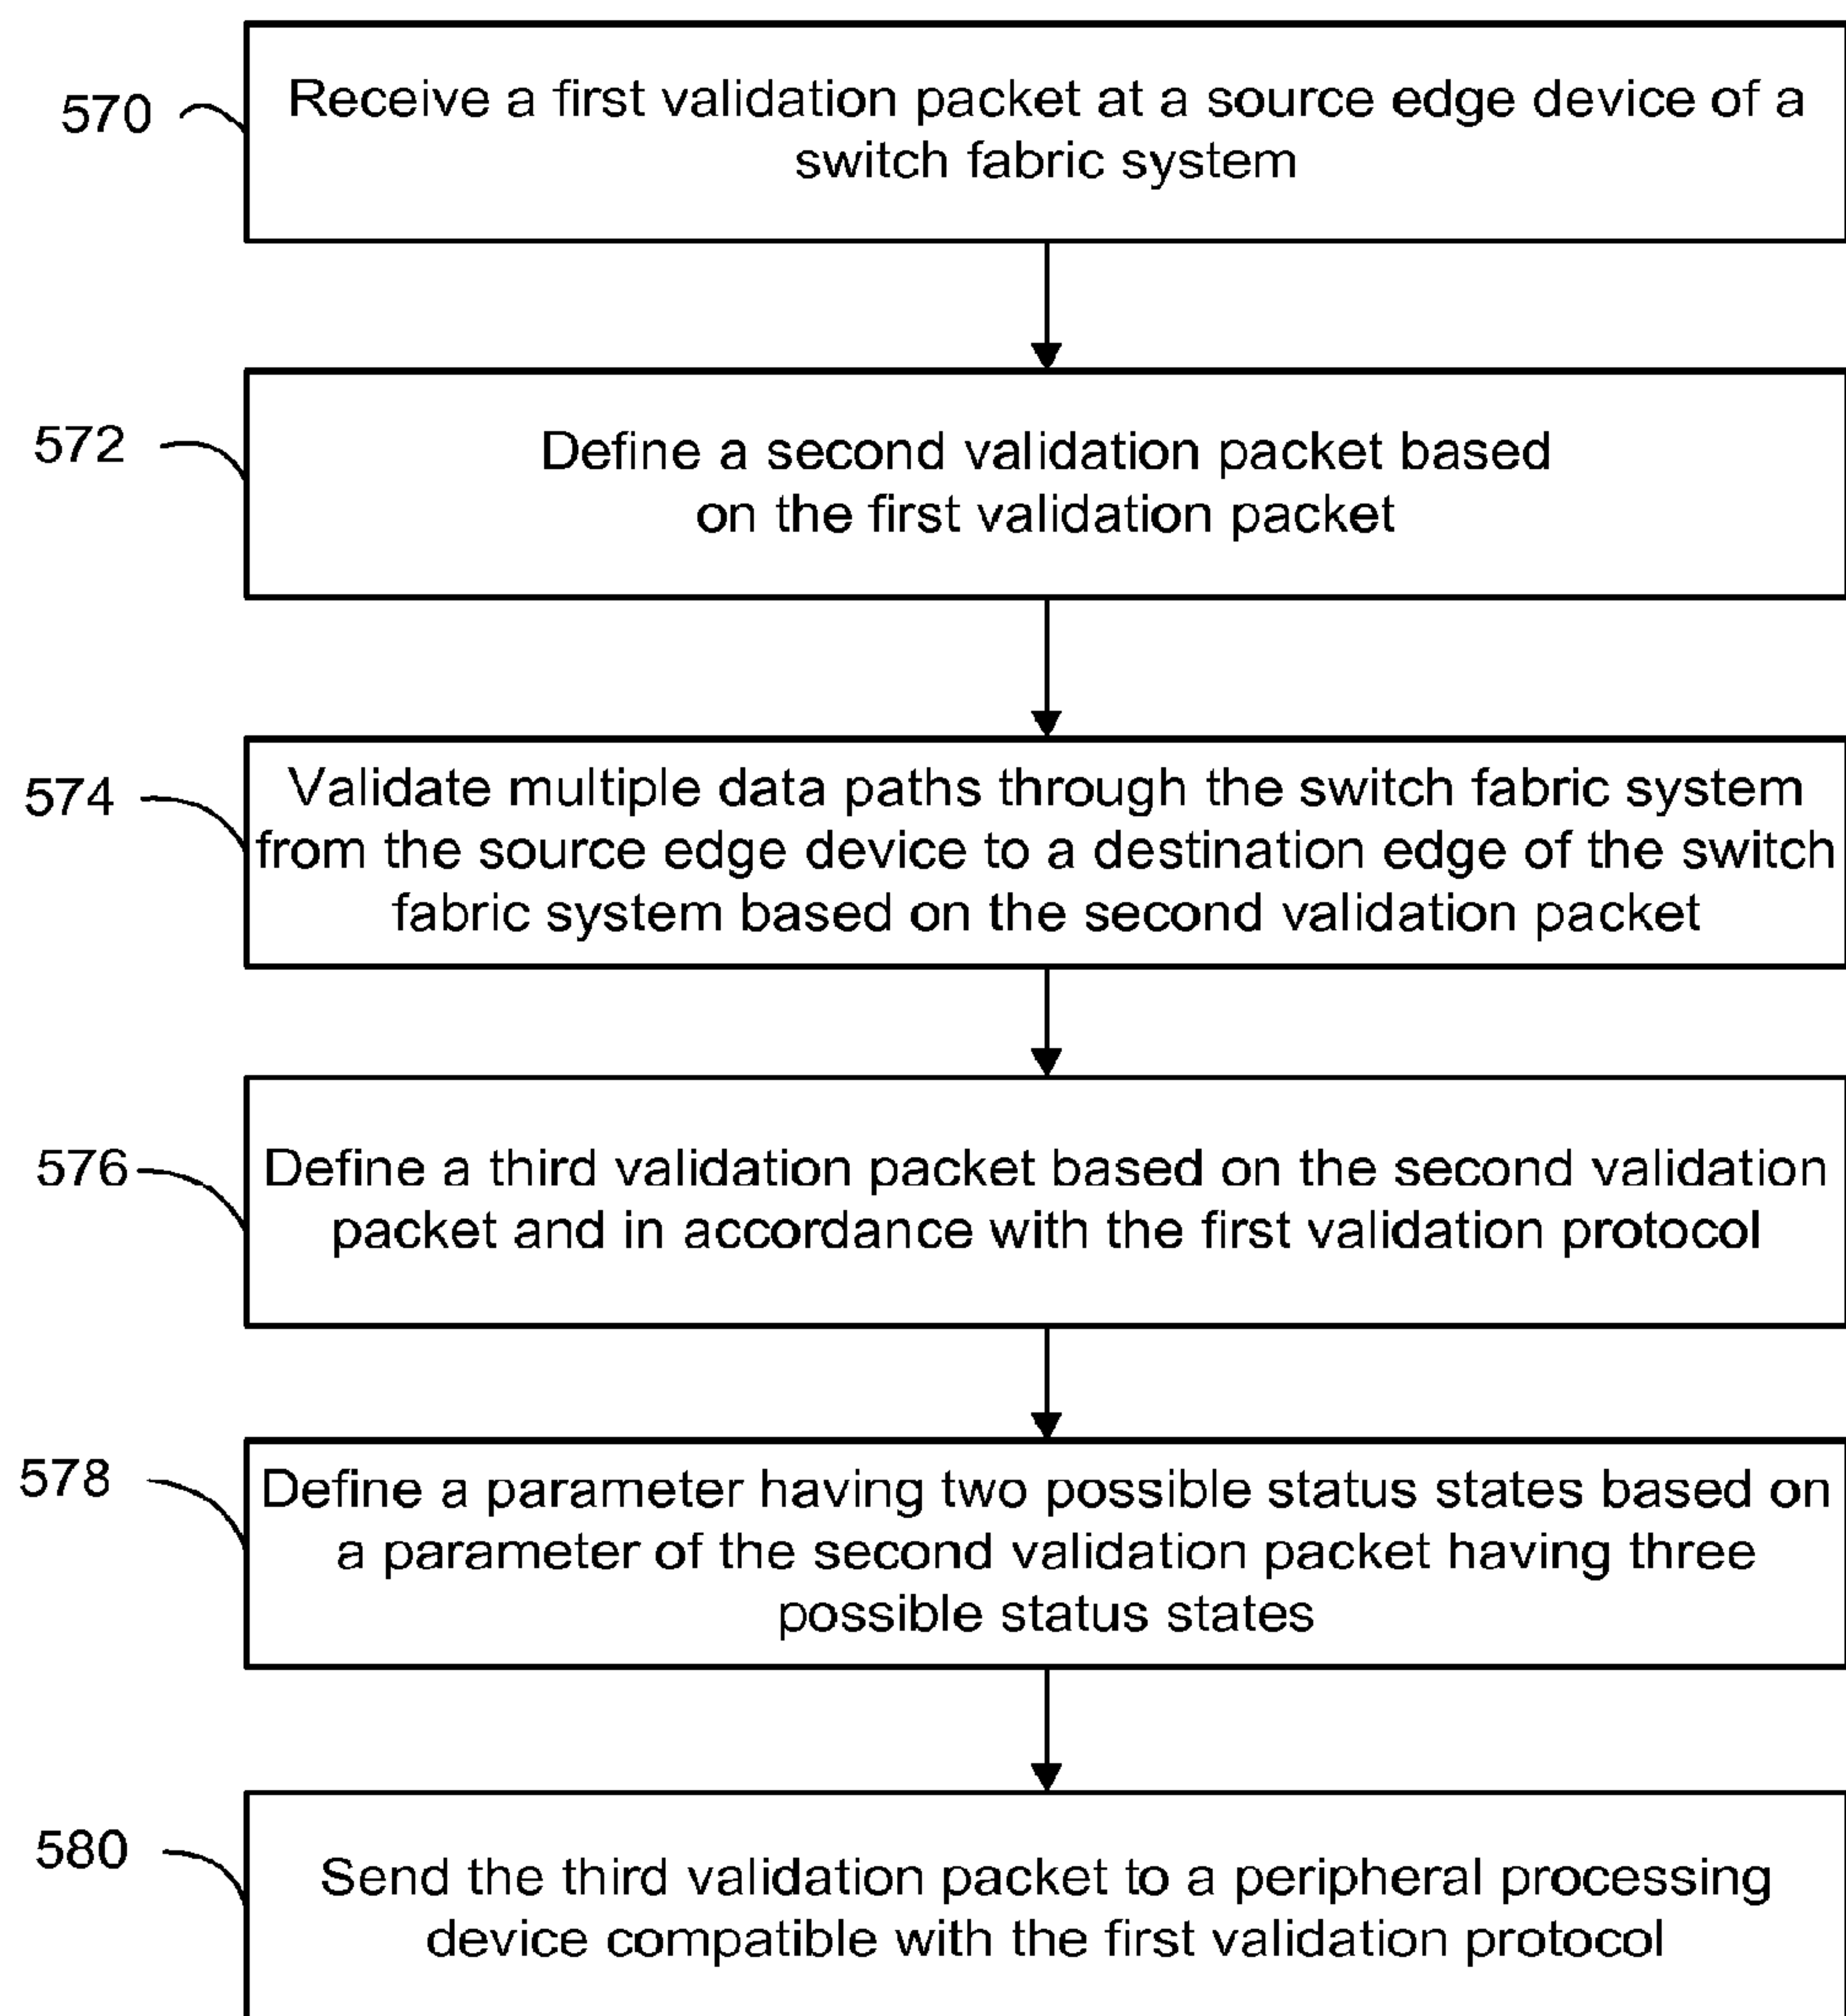 570
Receive a first validation packet at a source edge device of a
switch fabric system
572
Define a second validation packet based
on the first validation packet
574
Validate multiple data paths through the switch fabric system
from the source edge device to a destination edge of the switch
fabric system based on the second validation packet
576
Define a third validation packet based on the second validation
packet and in accordance with the first validation protocol
578
Define a parameter having two possible status states based on
a parameter of the second validation packet having three
possible status states
580
Send the third validation packet to a peripheral processing
device compatible with the first validation protocol